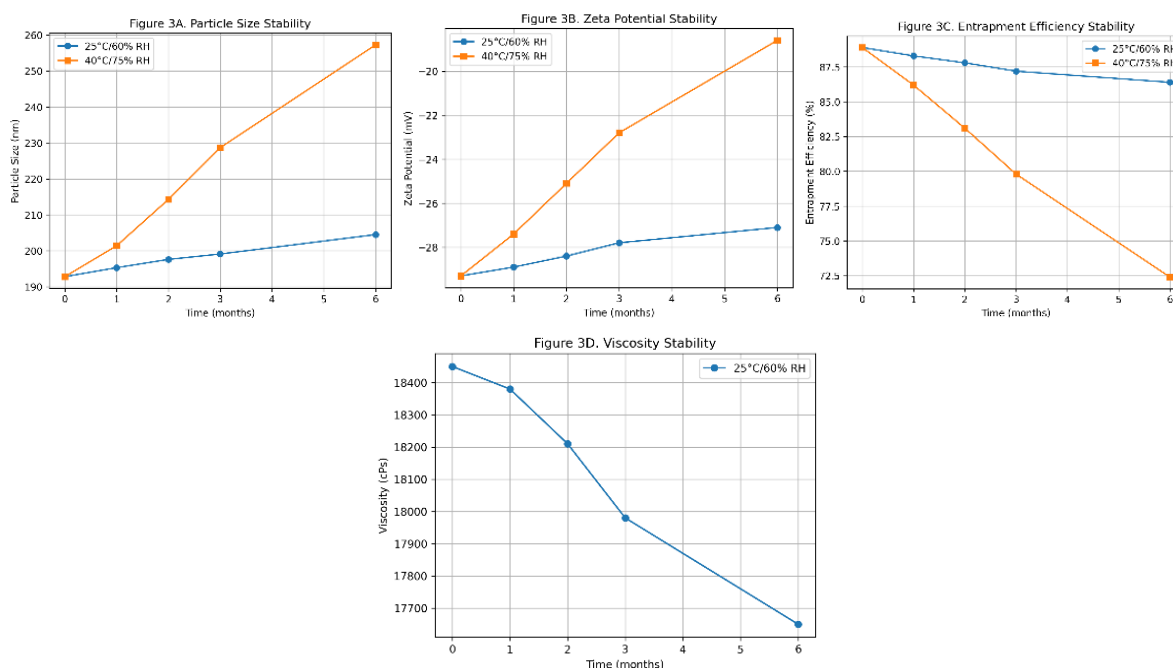 Figure 3A. Particle Size Stability
25°C/60% RH
40°C/75% RH
Particle Size (nm)
260
250
240
230
220
210
200
190
0 1 2 3 4 5 6
Time (months)
Figure 3B. Zeta Potential Stability
25°C/60% RH
40°C/75% RH
Zeta Potential (mV)
−20
−22
−24
−26
−28
0 1 2 3 4 5 6
Time (months)
Figure 3C. Entrapment Efficiency Stability
25°C/60% RH
40°C/75% RH
Entrapment Efficiency (%)
87.5
85.0
82.5
80.0
77.5
75.0
72.5
0 1 2 3 4 5 6
Time (months)
Figure 3D. Viscosity Stability
25°C/60% RH
Viscosity (cPs)
18400
18300
18200
18100
18000
17900
17800
17700
0 1 2 3 4 5 6
Time (months)